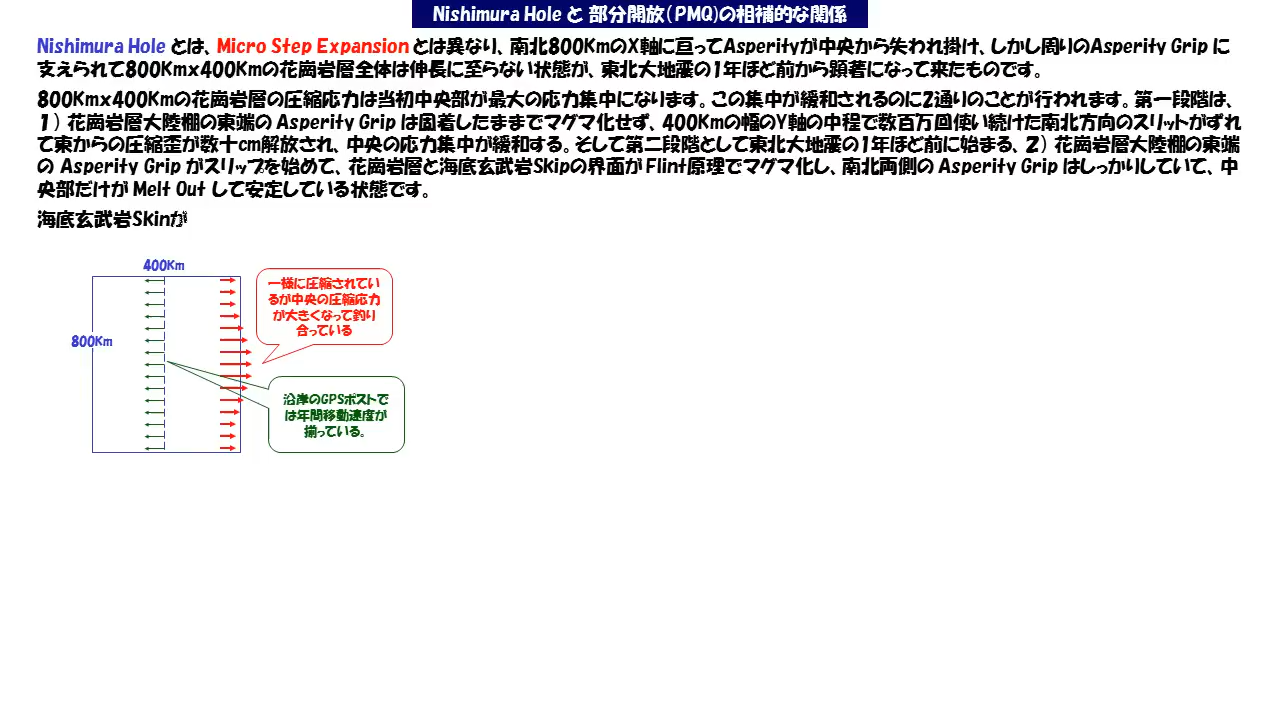 Nishimura Hole と 部分開放(PMQ)の相補的な関係
Nishimura Hole とは、Micro Step Expansionとは異なり、南北800KmのX軸に亘ってAsperityが中央から失われ掛け、しかし周りのAsperity Grip に
支えられて800Kmx400Kmの花崗岩層全体は伸長に至らない状態が、東北大地震の1年ほど前から顕著になって来たものです。
800Kmx400Kmの花崗岩層の圧縮応力は当初中央部が最大の応力集中になります。この集中が緩和されるのに2通りのことが行われます。第一段階は、
1) 花崗岩層大陸棚の東端の Asperity Grip は固着したままでマグマ化せず、400Kmの幅のY軸の中程で数百万回使い続けた南北方向のスリットがずれ
て東からの圧縮歪が数十cm解放され、中央の応力集中が緩和する。そして第二段階として東北大地震の1年ほど前に始まる、2) 花崗岩層大陸棚の東端
の Asperity Grip がスリップを始めて、花崗岩層と海底玄武岩Skipの界面が Flint原理でマグマ化し、南北両側の Asperity Grip はしっかりしていて、中
央部だけが Melt Out して安定している状態です。
海底玄武岩Skinが
400Km
一様に圧縮されてい
るが中央の圧縮応力
が大きくなって釣り
合っている
800Km
沿岸のGPSポストで
は年間移動速度が
揃っている。